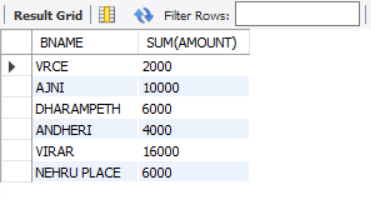 Result Grid Filter Rows:
BNAME SUM(AMOUNT)
VRCE 2000
AJNI 10000
DHARAMPETH 6000
ANDHERI 4000
VIRAR 16000
NEHRU PLACE 6000